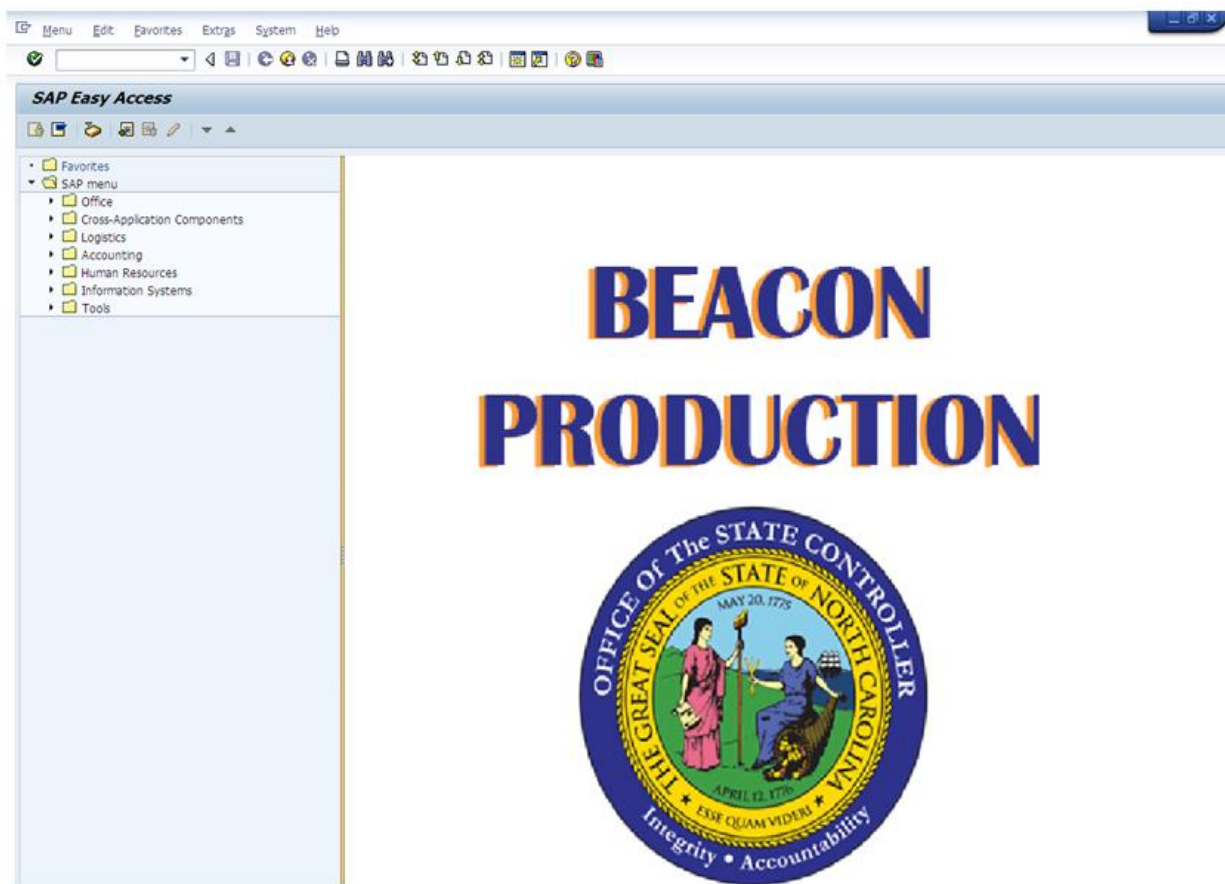 Menu Edit Favorites Extras System Help
SAP Easy Access
Favorites
SAP menu
Office
Cross-Application Components
Logistics
Accounting
Human Resources
Information Systems
Tools
BEACON
PRODUCTION
OFFICE Of The STATE CONTROLLER
THE GREAT SEAL OF THE STATE OF NORTH CAROLINA
MAY 20, 1775
APRIL 12, 1776
ESSE QUAM VIDERI
Integrity • Accountability